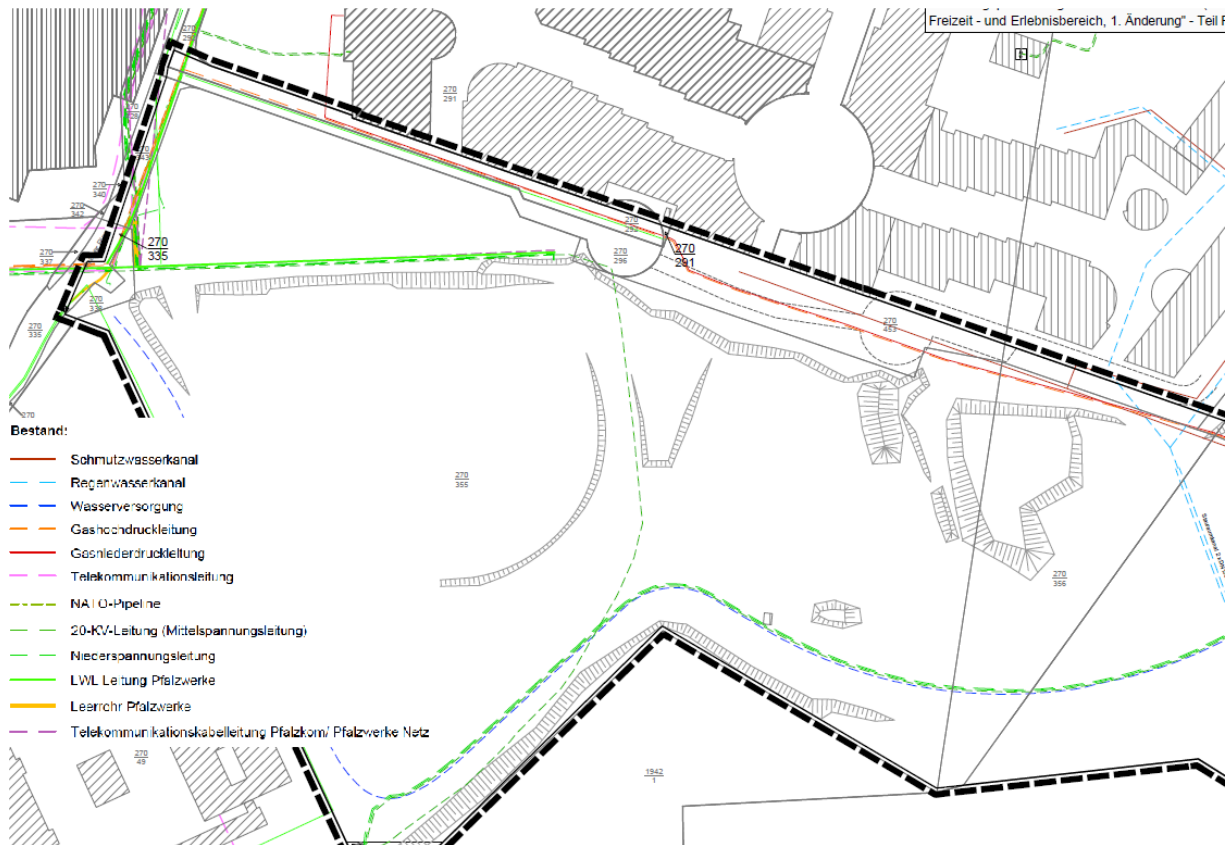 Freizeit - und Erlebnisbereich, 1. Änderung" - Teil
270
291
270
340
270
342
270
337
270
335
270
335
270
296
270
291
270
453
270
355
270
356
270
Bestand:
Schmutzwasserkanal
Regenwasserkanal
Wasserversorgung
Gashochdruckleitung
Gasniederdruckleitung
Telekommunikationsleitung
NATO-Pipeline
20-KV-Leitung (Mittelspannungsleitung)
Niederspannungsleitung
LWL Leitung Pfalzwerke
Leerrohr Pfalzwerke
Telekommunikationskabelleitung Pfalzkom/ Pfalzwerke Netz
270
49
1942
1